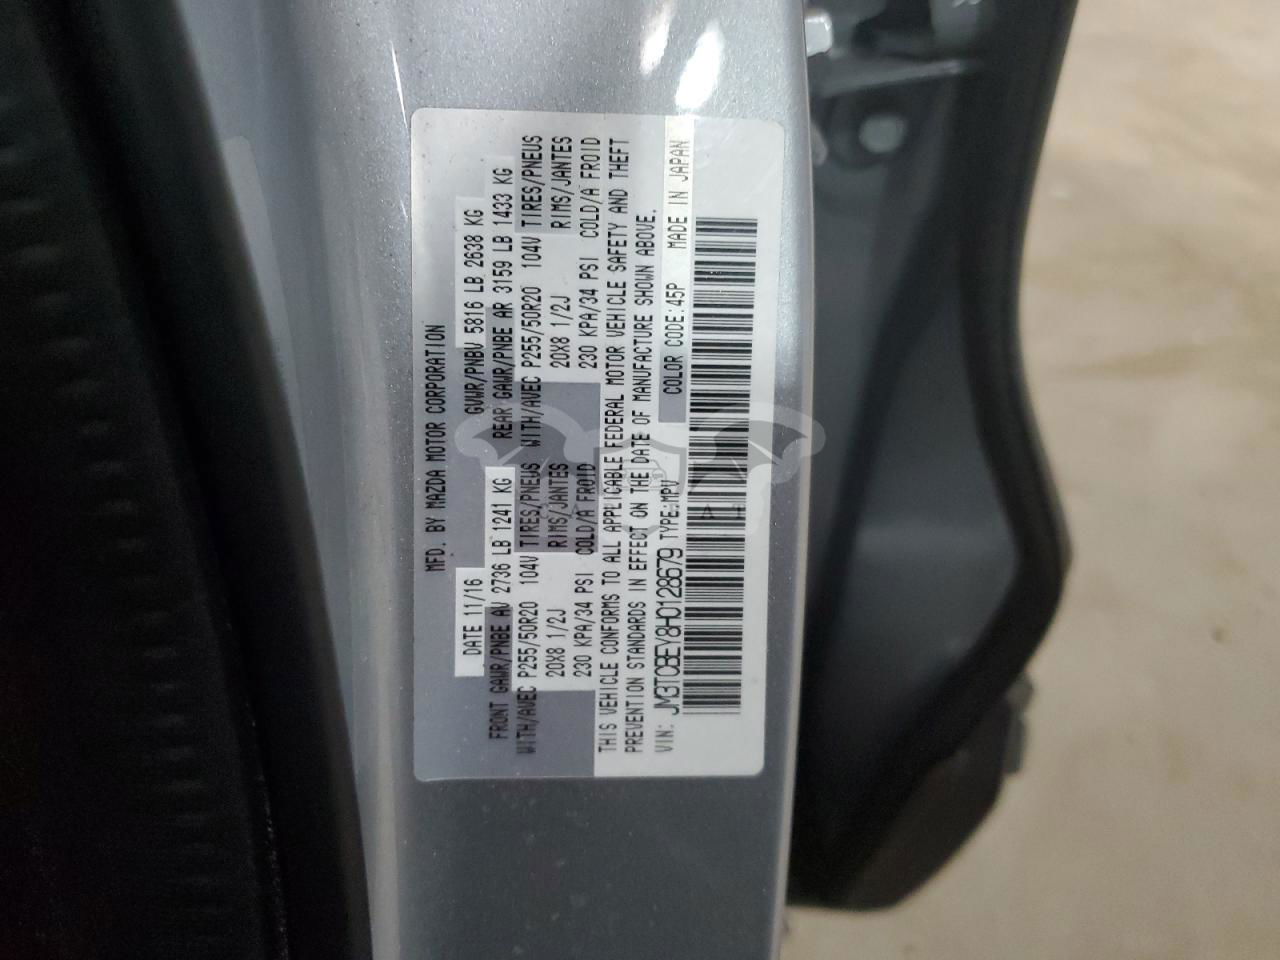 MFD. BY MAZDA MOTOR CORPORATION
DATE 11/16 GVWR/PNBV 5816 LB 2638 KG
FRONT GAWR/PNBE AV 2736 LB 1241 KG REAR GAWR/PNBE AR 3159 LB 1433 KG
WITH/AVEC P255/50R20 104V TIRES/PNEUS WITH/AVEC P255/50R20 104V TIRES/PNEUS
20X8 1/2J RIMS/JANTES 20X8 1/2J RIMS/JANTES
230 KPA/34 PSI COLD/A FROID 230 KPA/34 PSI COLD/A FROID
THIS VEHICLE CONFORMS TO ALL APPLICABLE FEDERAL MOTOR VEHICLE SAFETY AND THEFT
PREVENTION STANDARDS IN EFFECT ON THE DATE OF MANUFACTURE SHOWN ABOVE.
VIN: JM3TCBEY8H0128679 TYPE:MPV COLOR CODE:45P MADE IN JAPAN